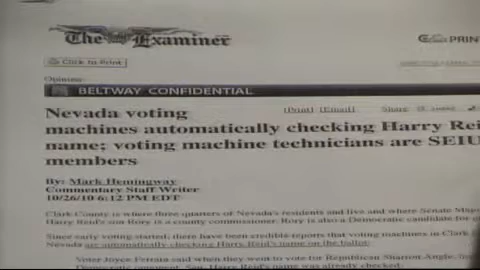 The Examiner
PRIN
Click to Print
Opinion
BELTWAY CONFIDENTIAL
Nevada voting
[Print] [Email] Share
machines automatically checking Harry Rei
name; voting machine technicians are SEIU
members
By: Mark Hemingway
Commentary Staff Writer
10/26/10 6:12 PM EDT
Clark County is where three quarters of Nevada's residents and live and where Senate Majo
Harry Reid's son Rory is a county commissioner. Rory is also a Democratic candidate for g
Since early voting started, there have been credible reports that voting machines in Clark
Nevada are automatically checking Harry Reid's name on the ballot:
Voter Joyce Ferrara said when they went to vote for Republican Sharron Angle,
Democratic opponent, Sen. Harry Reid's name was already checked.